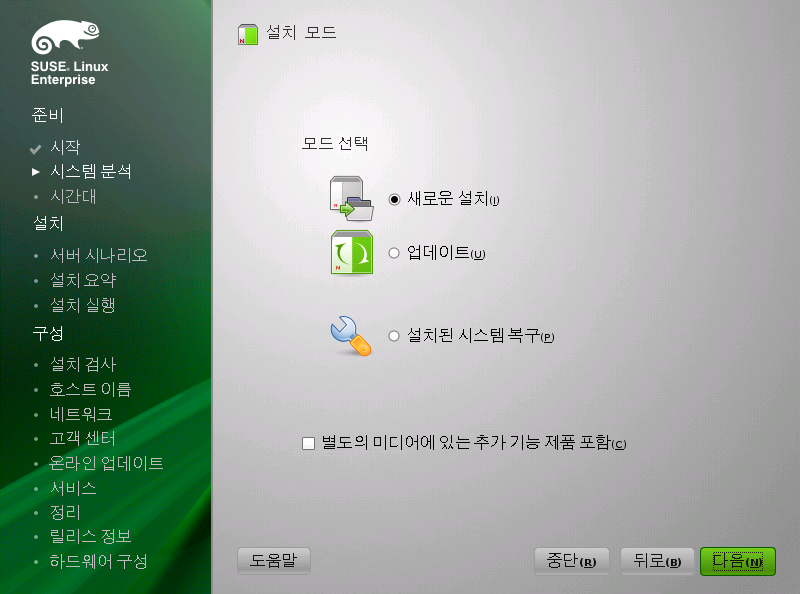 SUSE. Linux
Enterprise
준비
시작
시스템 분석
시간대
설치
서버 시나리오
설치 요약
설치 실행
구성
설치 검사
호스트 이름
네트워크
고객 센터
온라인 업데이트
서비스
정리
릴리스 정보
하드웨어 구성
설치 모드
모드 선택
새로운 설치(I)
업데이트(U)
설치된 시스템 복구(P)
별도의 미디어에 있는 추가 기능 제품 포함(C)
도움말 중단(R) 뒤로(B) 다음(N)